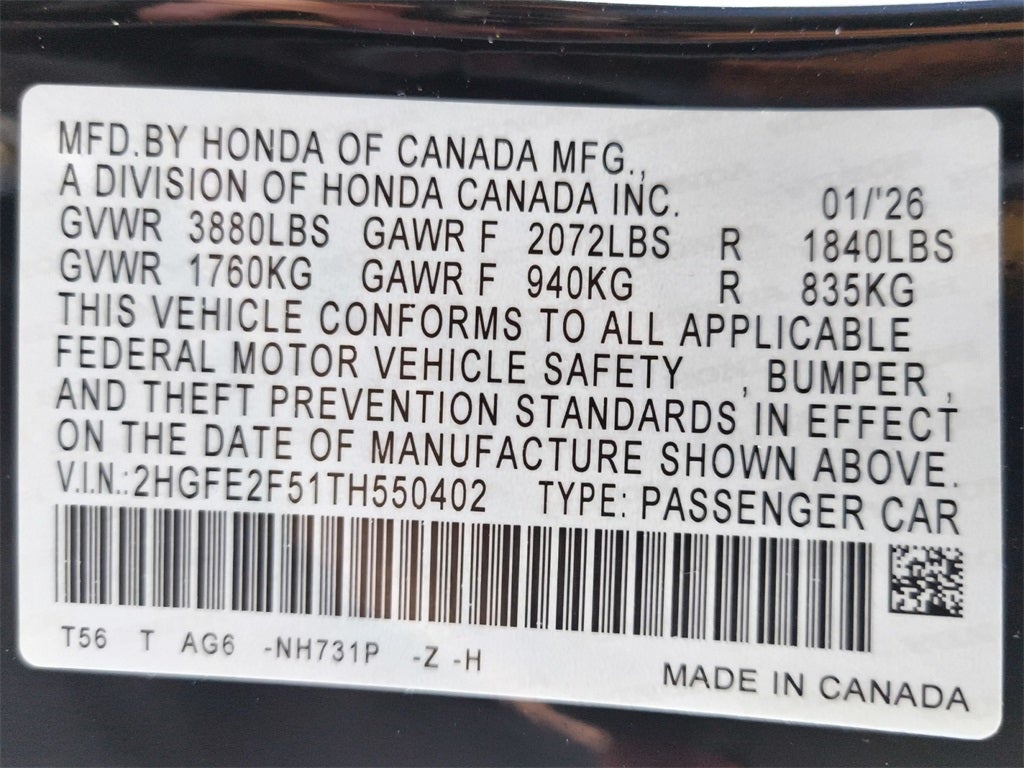 MFD.BY HONDA OF CANADA MFG.,
A DIVISION OF HONDA CANADA INC. 01/'26
GVWR 3880LBS GAWR F 2072LBS R 1840LBS
GVWR 1760KG GAWR F 940KG R 835KG
THIS VEHICLE CONFORMS TO ALL APPLICABLE
FEDERAL MOTOR VEHICLE SAFETY , BUMPER ,
AND THEFT PREVENTION STANDARDS IN EFFECT
ON THE DATE OF MANUFACTURE SHOWN ABOVE.
V.I.N.:2HGFE2F51TH550402 TYPE: PASSENGER CAR
T56 T AG6 -NH731P -Z -H
MADE IN CANADA